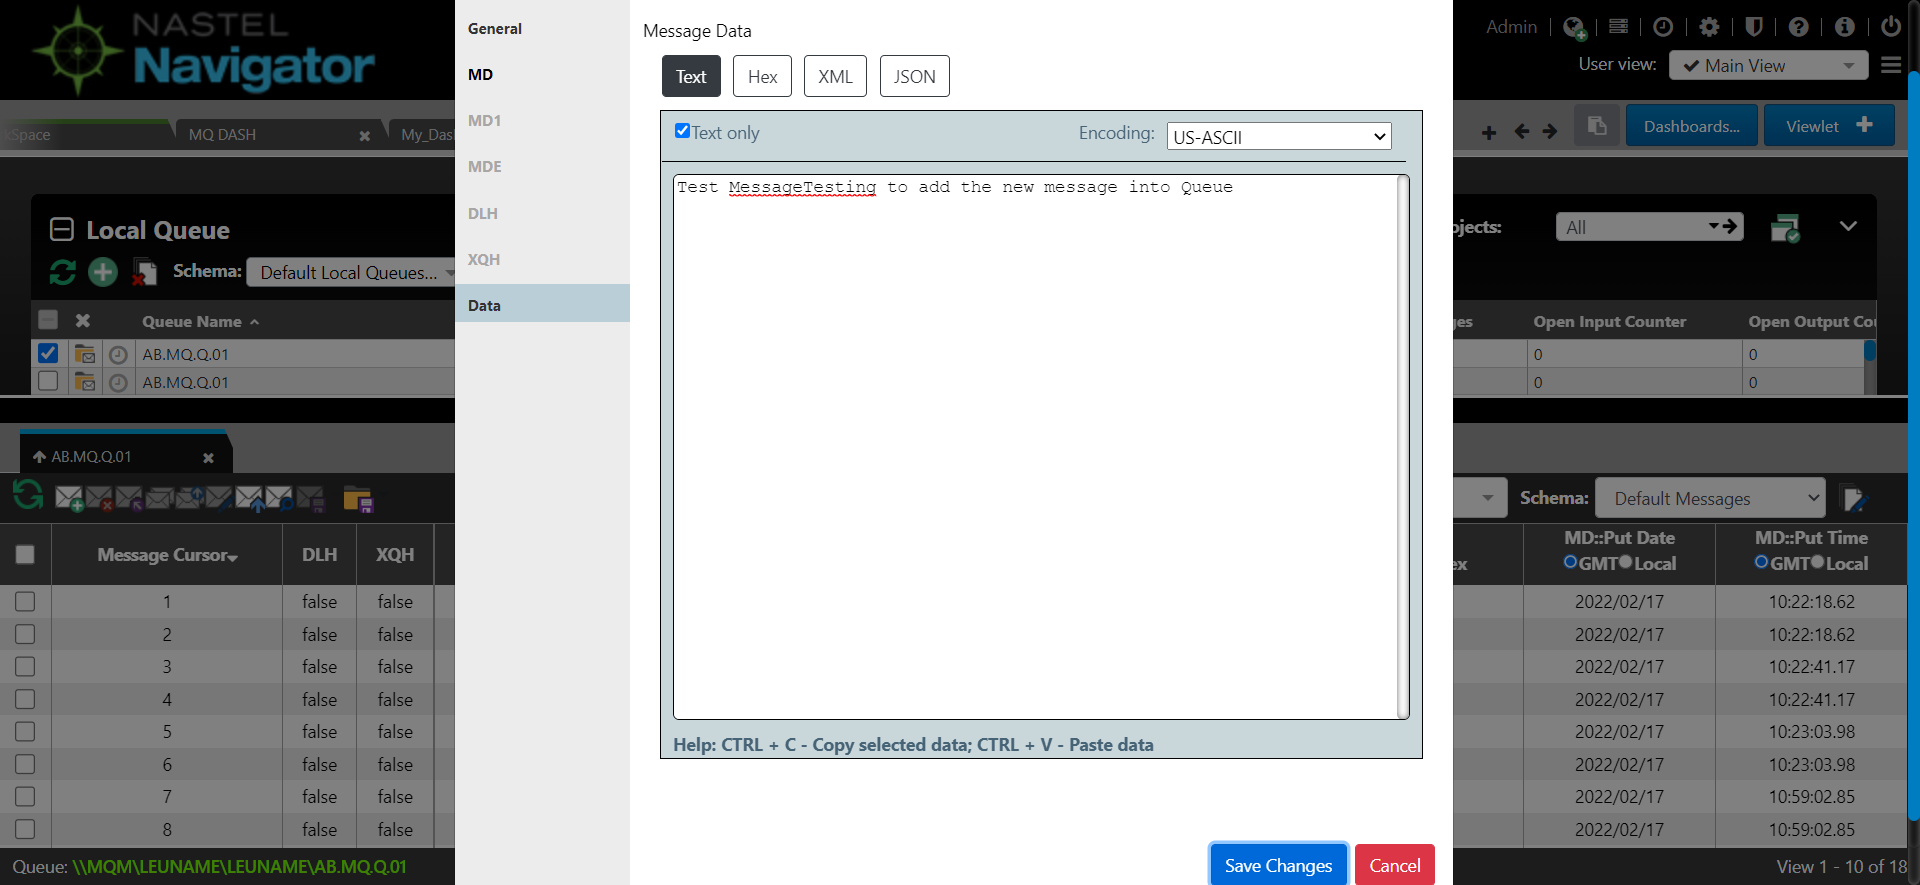 NASTEL
Navigator
Admin
User view: Main View
kSpace
MQ DASH
My_Das
Dashboards...
Viewlet
Local Queue
Schema: Default Local Queues...
ojects: All
Queue Name
Open Input Counter
Open Output Cou
AB.MQ.Q.01 0 0
AB.MQ.Q.01 0 0
General
MD
MD1
MDE
DLH
XQH
Data
Message Data
Text Hex XML JSON
Text only
Encoding: US-ASCII
Test MessageTesting to add the new message into Queue
Help: CTRL + C - Copy selected data; CTRL + V - Paste data
Save Changes Cancel
AB.MQ.Q.01
Schema: Default Messages
Message Cursor DLH XQH
MD::Put Date MD::Put Time
GMT Local GMT Local
1 false false 2022/02/17 10:22:18.62
2 false false 2022/02/17 10:22:18.62
3 false false 2022/02/17 10:22:41.17
4 false false 2022/02/17 10:22:41.17
5 false false 2022/02/17 10:23:03.98
6 false false 2022/02/17 10:23:03.98
7 false false 2022/02/17 10:59:02.85
8 false false 2022/02/17 10:59:02.85
Queue: \\MQM\LEUNAME\LEUNAME\AB.MQ.Q.01
View 1 - 10 of 18